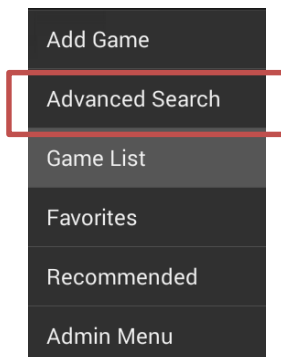 Add Game
Advanced Search
Game List
Favorites
Recommended
Admin Menu